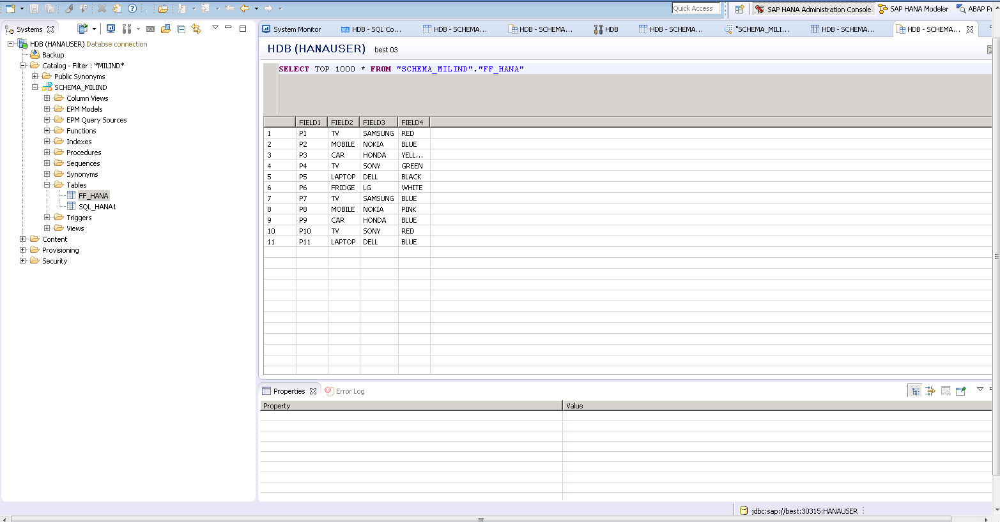 Quick Access
SAP HANA Administration Console
SAP HANA Modeler
ABAP Pr
Systems
HDB (HANAUSER) Databse connection
Backup
Catalog - Filter : *MILIND*
Public Synonyms
SCHEMA_MILIND
Column Views
EPM Models
EPM Query Sources
Functions
Indexes
Procedures
Sequences
Synonyms
Tables
FF_HANA
SQL_HANA1
Triggers
Views
Content
Provisioning
Security
System Monitor
SQL HDB - SQL Co...
HDB - SCHEMA...
HDB - SCHEMA...
HDB
HDB - SCHEMA...
"SCHEMA_MILI...
HDB - SCHEMA...
HDB - SCHEMA...
HDB (HANAUSER) best 03
SELECT TOP 1000 * FROM "SCHEMA_MILIND"."FF_HANA"
FIELD1 FIELD2 FIELD3 FIELD4
1 P1 TV SAMSUNG RED
2 P2 MOBILE NOKIA BLUE
3 P3 CAR HONDA YELL...
4 P4 TV SONY GREEN
5 P5 LAPTOP DELL BLACK
6 P6 FRIDGE LG WHITE
7 P7 TV SAMSUNG BLUE
8 P8 MOBILE NOKIA PINK
9 P9 CAR HONDA BLUE
10 P10 TV SONY RED
11 P11 LAPTOP DELL BLUE
Properties
Error Log
Property Value
jdbc:sap://best:30315:HANAUSER